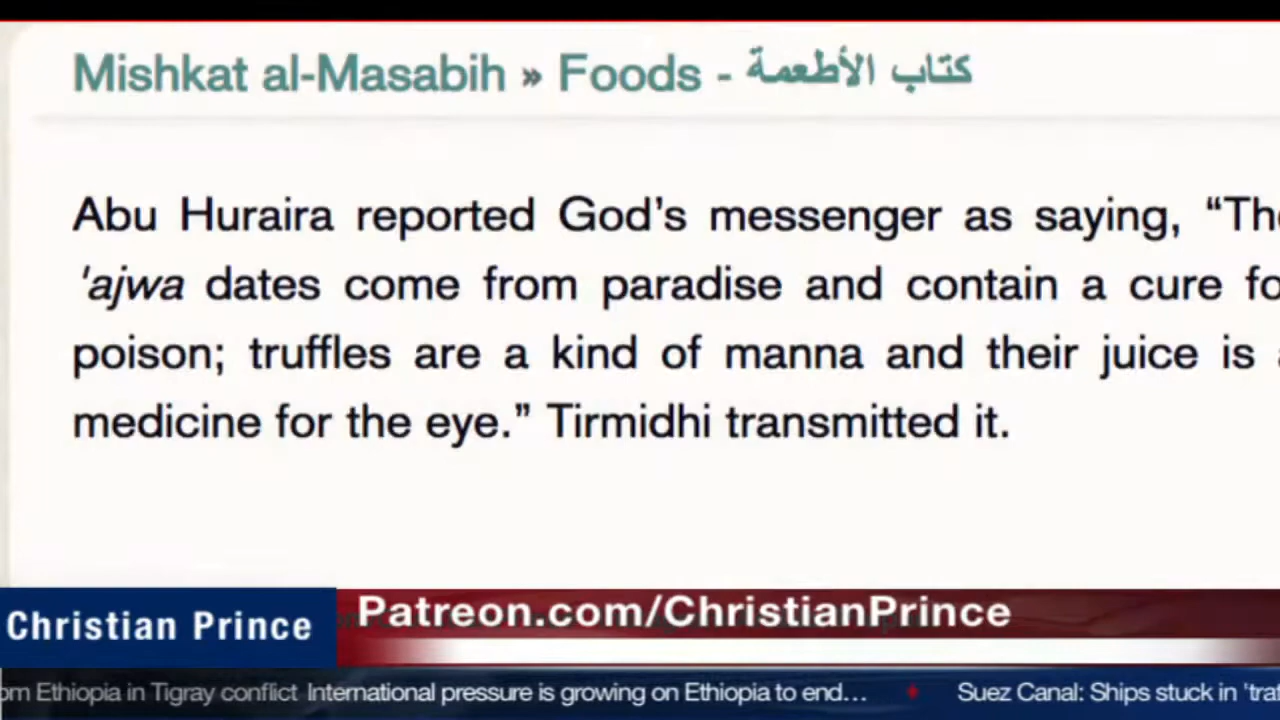 Mishkat al-Masabih » Foods - كتاب الأطعمة
Abu Huraira reported God's messenger as saying, “The
'ajwa dates come from paradise and contain a cure fo
poison; truffles are a kind of manna and their juice is a
medicine for the eye.” Tirmidhi transmitted it.
Christian Prince
Patreon.com/ChristianPrince
om Ethiopia in Tigray conflict International pressure is growing on Ethiopia to end... Suez Canal: Ships stuck in 'traf